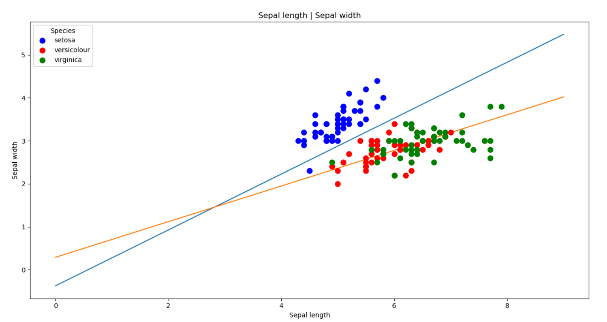 Sepal length | Sepal width
Species
setosa
versicolour
virginica
Sepal width
5
4
3
2
1
0
0
2
4
6
8
Sepal length